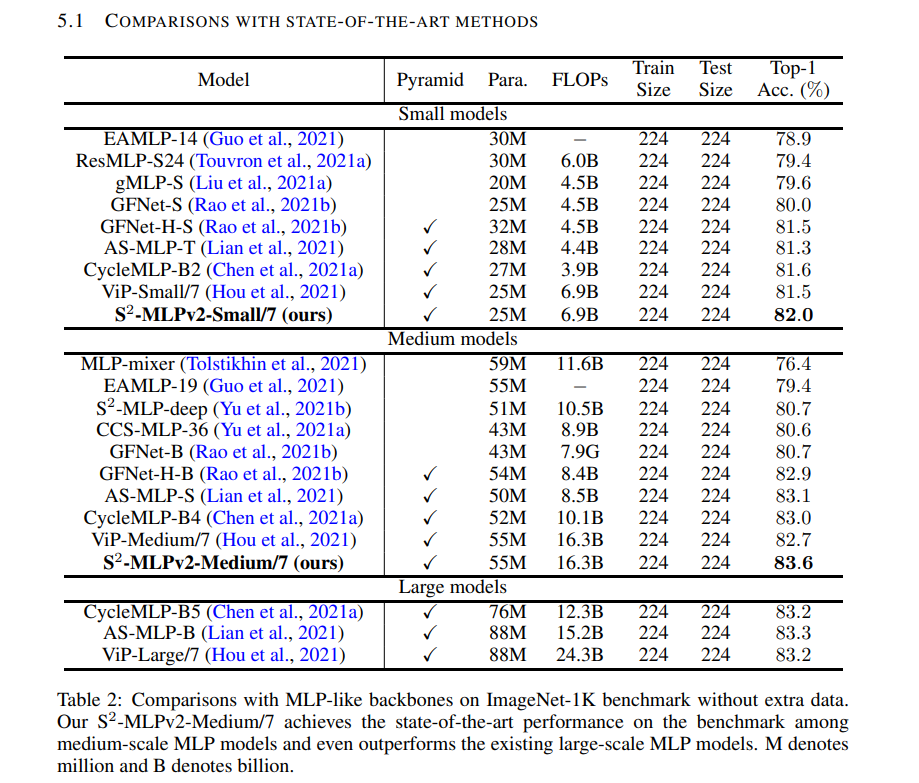 5.1 COMPARISONS WITH STATE-OF-THE-ART METHODS
Model Pyramid Para. FLOPs Train Size Test Size Top-1 Acc. (%)
Small models
EAMLP-14 (Guo et al., 2021) 30M − 224 224 78.9
ResMLP-S24 (Touvron et al., 2021a) 30M 6.0B 224 224 79.4
gMLP-S (Liu et al., 2021a) 20M 4.5B 224 224 79.6
GFNet-S (Rao et al., 2021b) 25M 4.5B 224 224 80.0
GFNet-H-S (Rao et al., 2021b) ✓ 32M 4.5B 224 224 81.5
AS-MLP-T (Lian et al., 2021) ✓ 28M 4.4B 224 224 81.3
CycleMLP-B2 (Chen et al., 2021a) ✓ 27M 3.9B 224 224 81.6
ViP-Small/7 (Hou et al., 2021) ✓ 25M 6.9B 224 224 81.5
S²-MLPv2-Small/7 (ours) ✓ 25M 6.9B 224 224 82.0
Medium models
MLP-mixer (Tolstikhin et al., 2021) 59M 11.6B 224 224 76.4
EAMLP-19 (Guo et al., 2021) 55M − 224 224 79.4
S²-MLP-deep (Yu et al., 2021b) 51M 10.5B 224 224 80.7
CCS-MLP-36 (Yu et al., 2021a) 43M 8.9B 224 224 80.6
GFNet-B (Rao et al., 2021b) 43M 7.9G 224 224 80.7
GFNet-H-B (Rao et al., 2021b) ✓ 54M 8.4B 224 224 82.9
AS-MLP-S (Lian et al., 2021) ✓ 50M 8.5B 224 224 83.1
CycleMLP-B4 (Chen et al., 2021a) ✓ 52M 10.1B 224 224 83.0
ViP-Medium/7 (Hou et al., 2021) ✓ 55M 16.3B 224 224 82.7
S²-MLPv2-Medium/7 (ours) ✓ 55M 16.3B 224 224 83.6
Large models
CycleMLP-B5 (Chen et al., 2021a) ✓ 76M 12.3B 224 224 83.2
AS-MLP-B (Lian et al., 2021) ✓ 88M 15.2B 224 224 83.3
ViP-Large/7 (Hou et al., 2021) ✓ 88M 24.3B 224 224 83.2
Table 2: Comparisons with MLP-like backbones on ImageNet-1K benchmark without extra data.
Our S²-MLPv2-Medium/7 achieves the state-of-the-art performance on the benchmark among
medium-scale MLP models and even outperforms the existing large-scale MLP models. M denotes
million and B denotes billion.